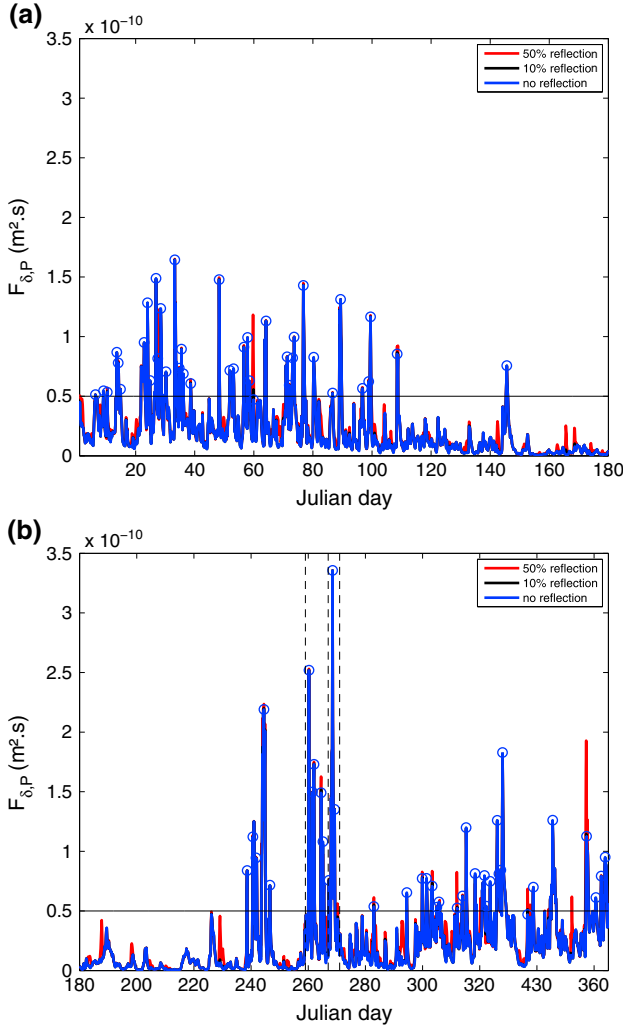 (a)
x 10⁻¹⁰
3.5
3
2.5
2
1.5
1
0.5
0
F_δ,P (m².s)
50% reflection
10% reflection
no reflection
20 40 60 80 100 120 140 160 180
Julian day
(b)
x 10⁻¹⁰
3.5
3
2.5
2
1.5
1
0.5
0
F_δ,P (m².s)
50% reflection
10% reflection
no reflection
180 200 220 240 260 280 300 320 430 360
Julian day